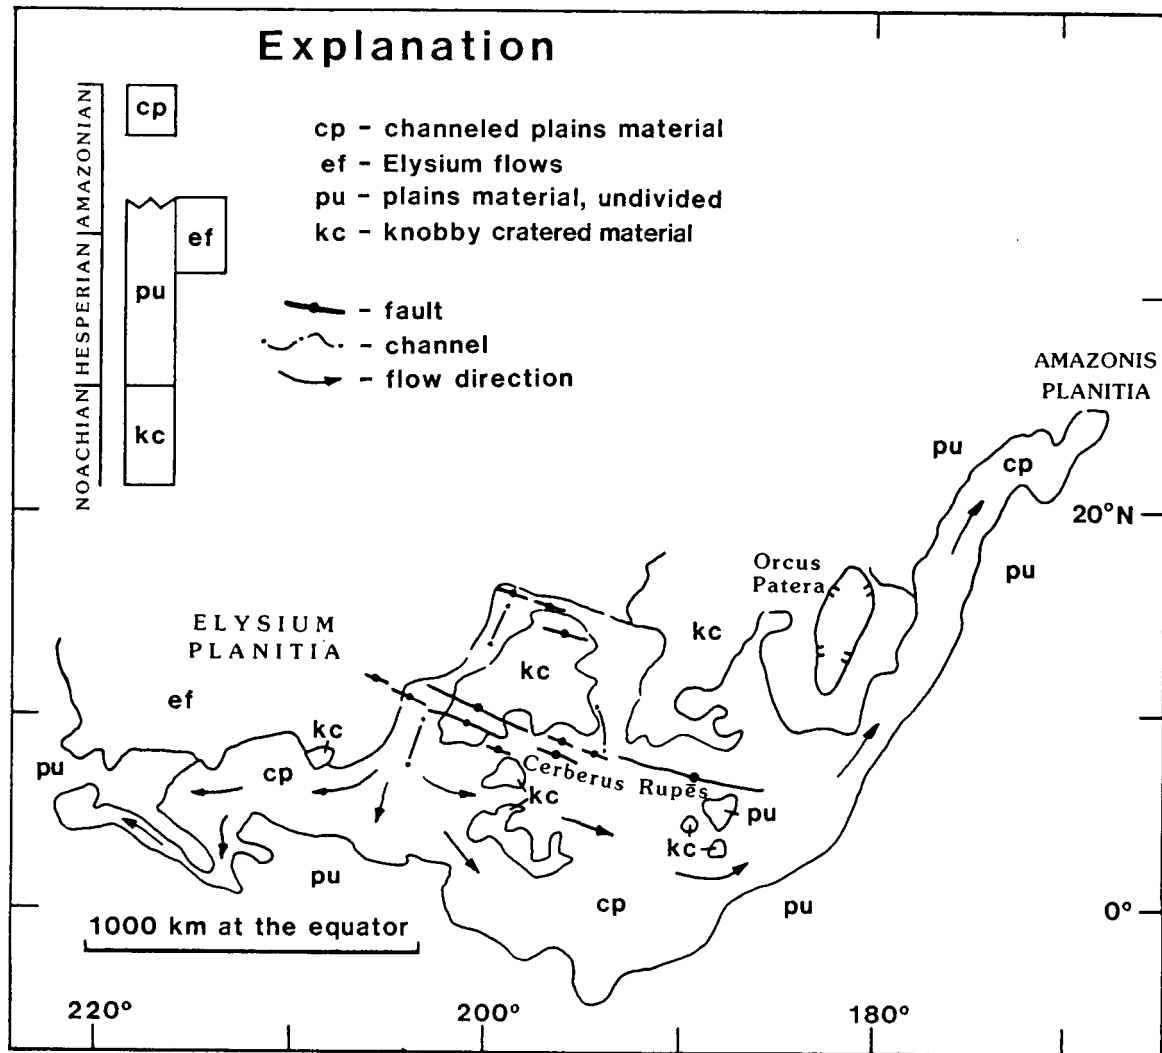 Explanation
cp
ef
pu
kc
NOACHIAN HESPERIAN AMAZONIAN
cp - channeled plains material
ef - Elysium flows
pu - plains material, undivided
kc - knobby cratered material
- fault
- channel
- flow direction
AMAZONIS
PLANITIA
pu
cp
20°N
pu
Orcus
Patera
ELYSIUM
PLANITIA
kc
kc
ef
kc
pu
cp
Cerberus Rupēs
kc
pu
kc
pu
cp
pu
0°
1000 km at the equator
220°
200°
180°